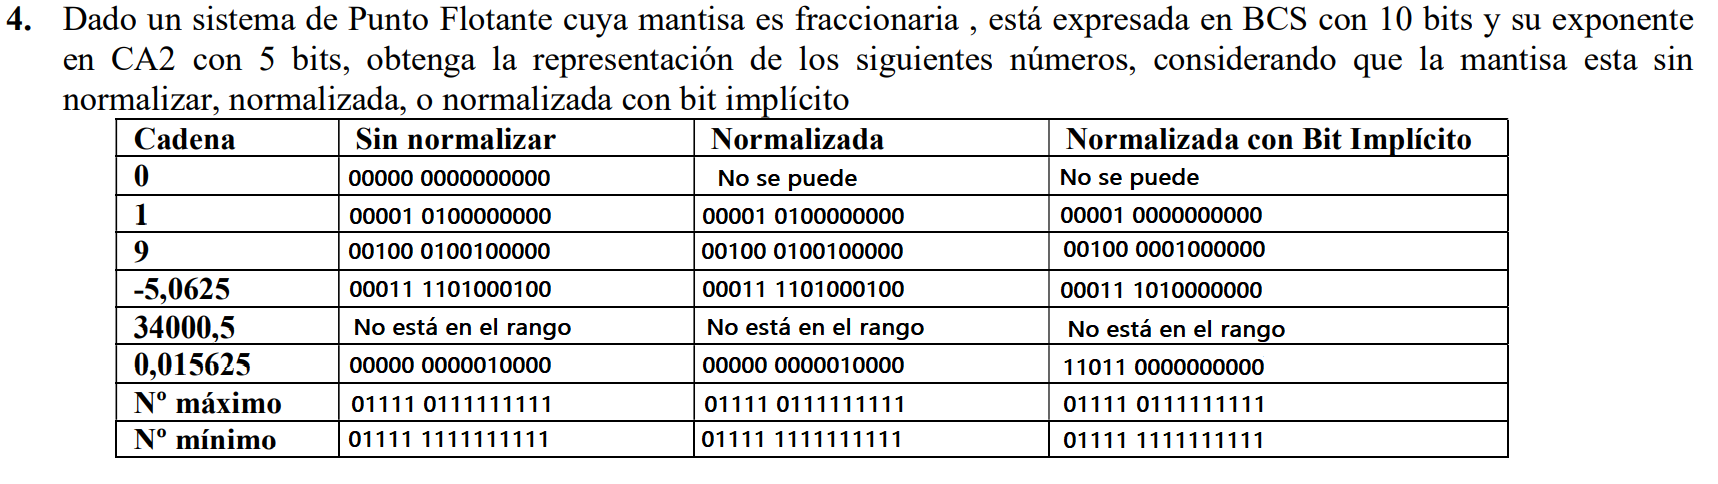 4. Dado un sistema de Punto Flotante cuya mantisa es fraccionaria , está expresada en BCS con 10 bits y su exponente
en CA2 con 5 bits, obtenga la representación de los siguientes números, considerando que la mantisa esta sin
normalizar, normalizada, o normalizada con bit implícito
Cadena Sin normalizar Normalizada Normalizada con Bit Implícito
0 00000 0000000000 No se puede No se puede
1 00001 0100000000 00001 0100000000 00001 0000000000
9 00100 0100100000 00100 0100100000 00100 0001000000
-5,0625 00011 1101000100 00011 1101000100 00011 1010000000
34000,5 No está en el rango No está en el rango No está en el rango
0,015625 00000 0000010000 00000 0000010000 11011 0000000000
Nº máximo 01111 0111111111 01111 0111111111 01111 0111111111
Nº mínimo 01111 1111111111 01111 1111111111 01111 1111111111